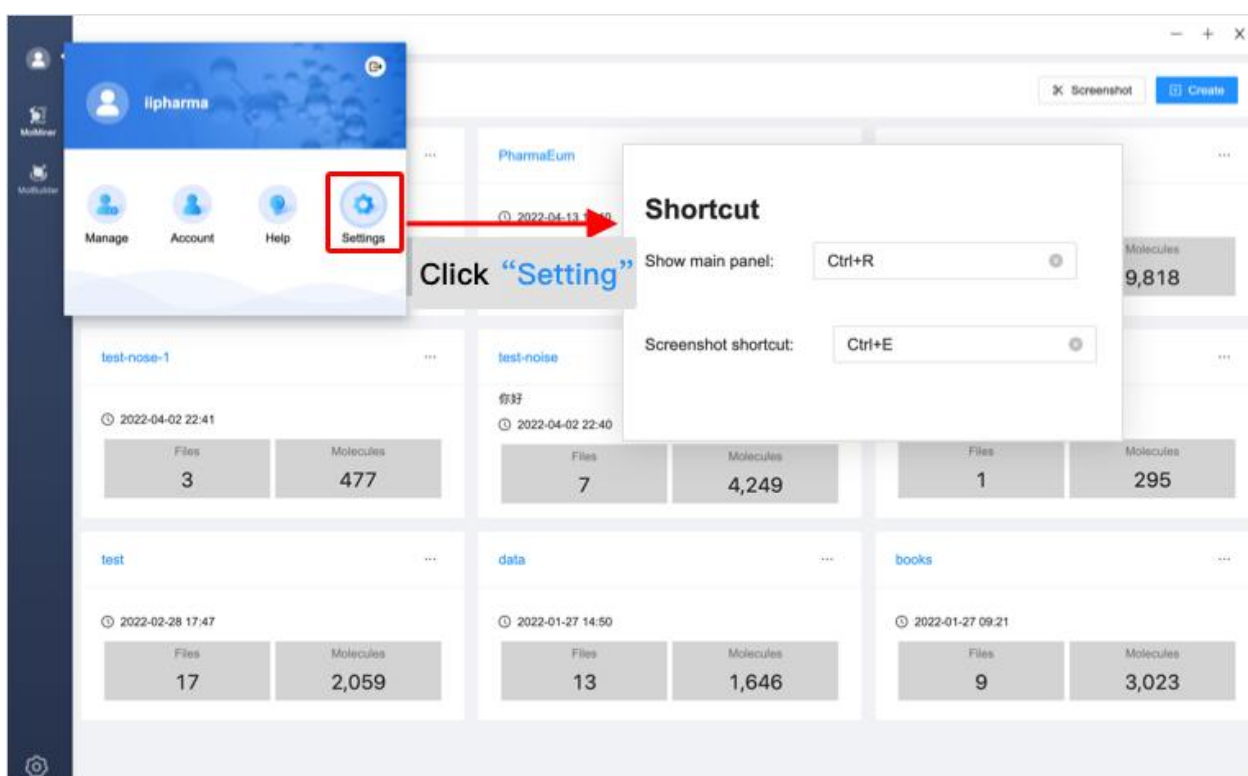 iipharma
Screenshot
Create
MolMiner
MolBuilder
Manage
Account
Help
Settings
Click “Setting”
Shortcut
Show main panel:
Ctrl+R
Screenshot shortcut:
Ctrl+E
PharmaEum
Molecules
9,818
test-nose-1
2022-04-02 22:41
Files
Molecules
3
477
test-noise
你好
2022-04-02 22:40
Files
Molecules
7
4,249
Files
Molecules
1
295
test
2022-02-28 17:47
Files
Molecules
17
2,059
data
2022-01-27 14:50
Files
Molecules
13
1,646
books
2022-01-27 09:21
Files
Molecules
9
3,023